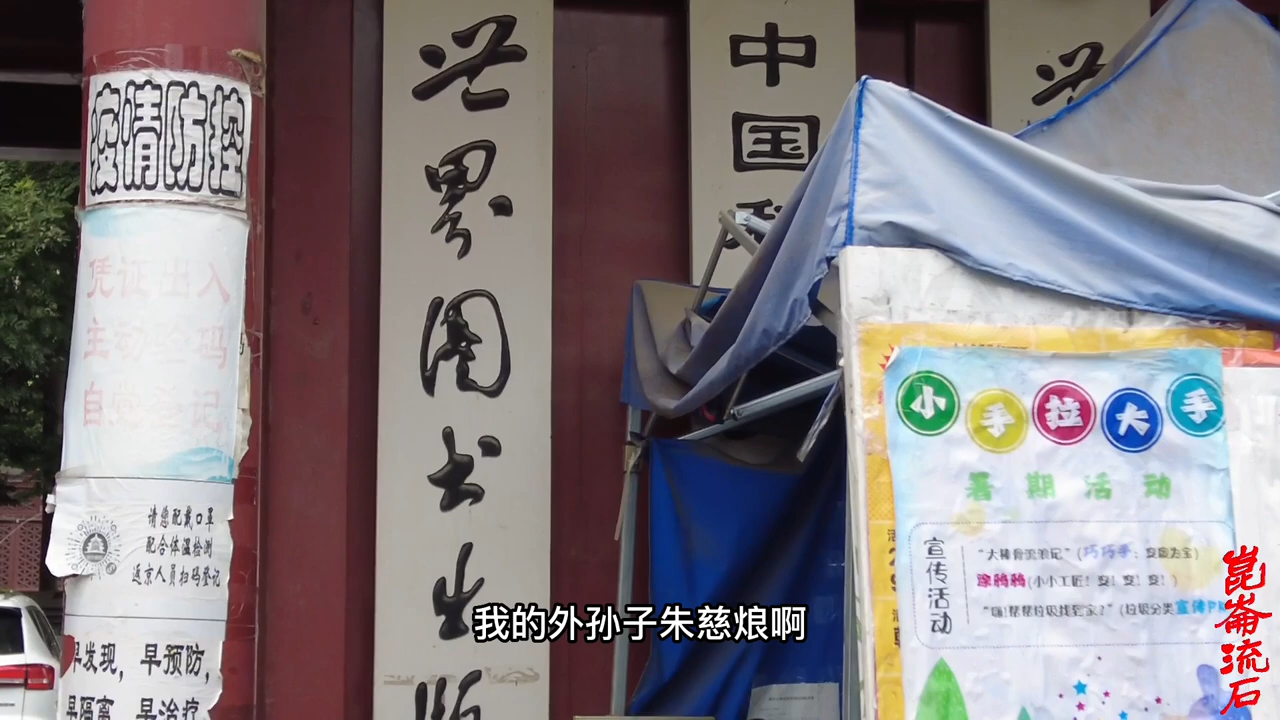 疫情防控
凭证出入
主动
码
自觉登记
请您配戴口罩
配合体温检测
返京人员扫码登记
早发现，早预防，
早隔离 早治疗
世界图书出版
中国
世
小手拉大手
暑期活动
宣传活动
"大棒骨流浪记"(巧巧手：变废为宝)
涂鸦鸦(小小工匠！变！变！变！)
"嗨!帮帮垃圾找到家？"(垃圾分类宣传
我的外孙子朱慈烺啊
崑崙流石